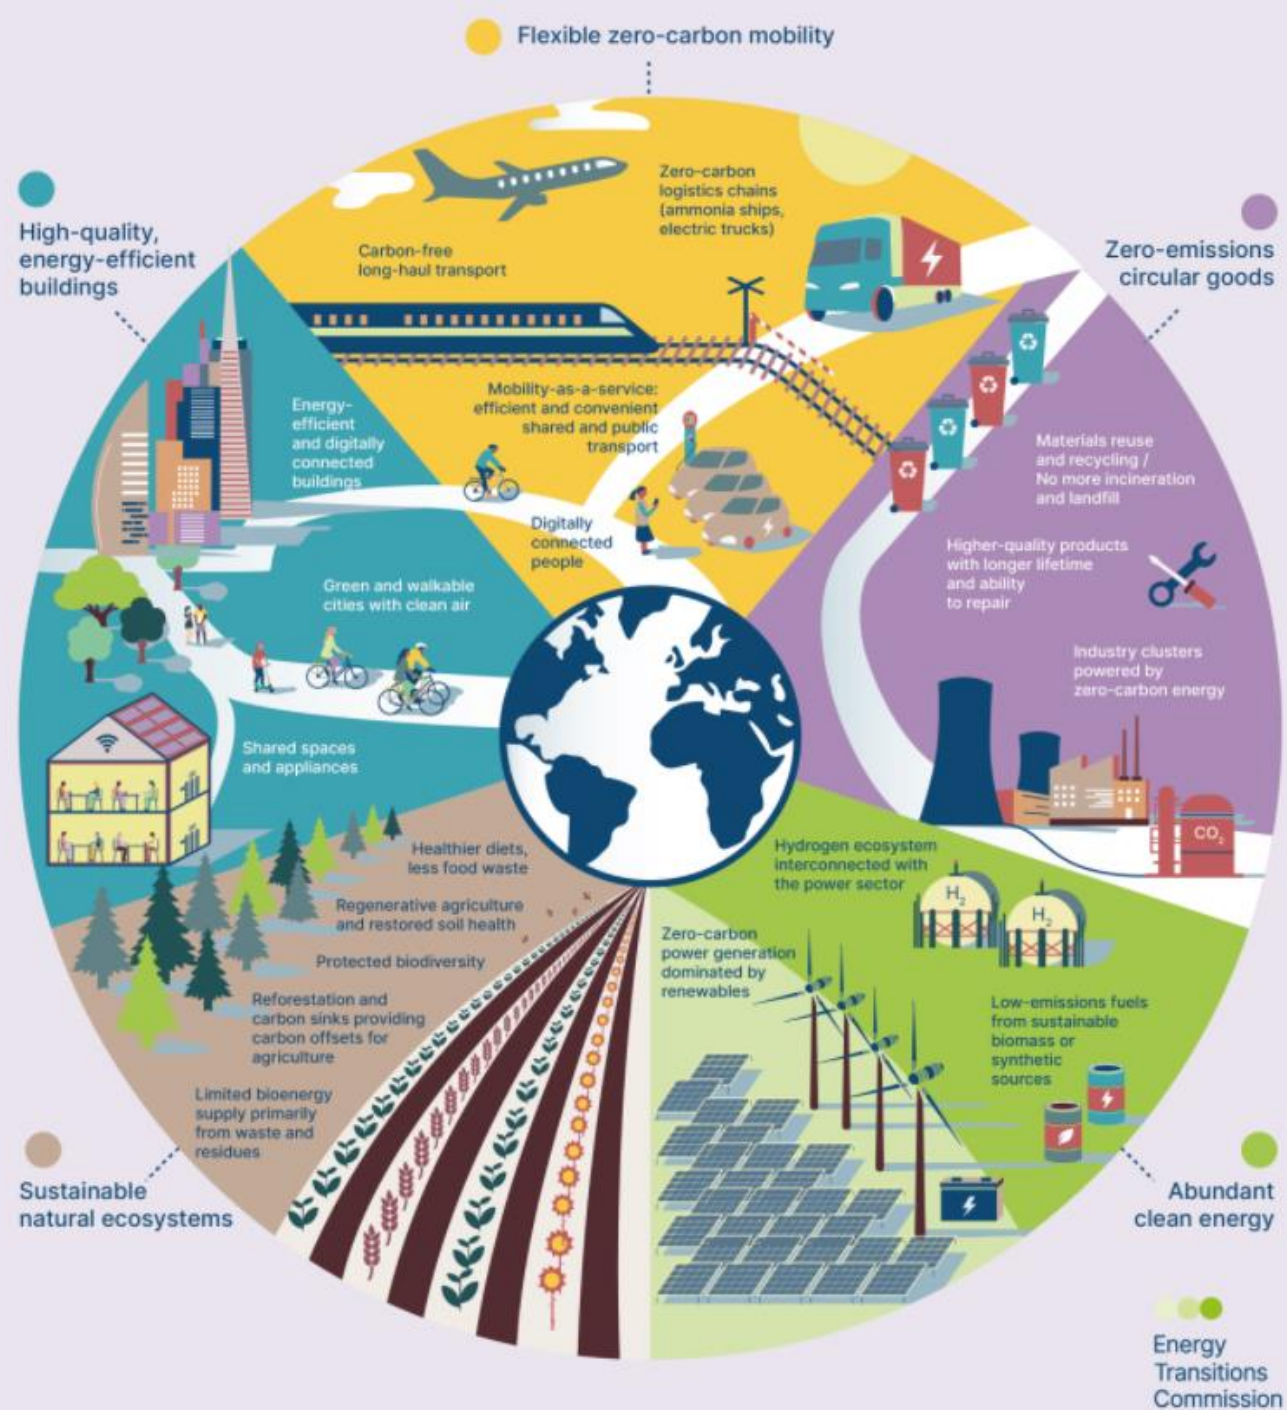 Flexible zero-carbon mobility
High-quality,
energy-efficient
buildings
Zero-emissions
circular goods
Zero-carbon
logistics chains
(ammonia ships,
electric trucks)
Carbon-free
long-haul transport
Mobility-as-a-service:
efficient and convenient
shared and public
transport
Digitally
connected
people
Energy-
efficient
and digitally
connected
buildings
Green and walkable
cities with clean air
Shared spaces
and appliances
Materials reuse
and recycling /
No more incineration
and landfill
Higher-quality products
with longer lifetime
and ability
to repair
Industry clusters
powered by
zero-carbon energy
CO₂
Healthier diets,
less food waste
Regenerative agriculture
and restored soil health
Protected biodiversity
Reforestation and
carbon sinks providing
carbon offsets for
agriculture
Limited bioenergy
supply primarily
from waste and
residues
Hydrogen ecosystem
interconnected with
the power sector
H₂
H₂
Zero-carbon
power generation
dominated by
renewables
Low-emissions fuels
from sustainable
biomass or
synthetic
sources
Sustainable
natural ecosystems
Abundant
clean energy
Energy
Transitions
Commission